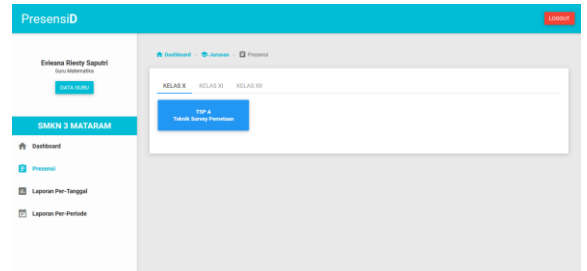 PresensiD
LOGOUT
Evieana Riesty Saputri
Guru Matematika
DATA GURU
SMKN 3 MATARAM
Dashboard
Presensi
Laporan Per-Tanggal
Laporan Per-Periode
Dashboard - Jurusan - Presensi
KELAS X KELAS XI KELAS XII
TSP A
Teknik Survey Pemetaan